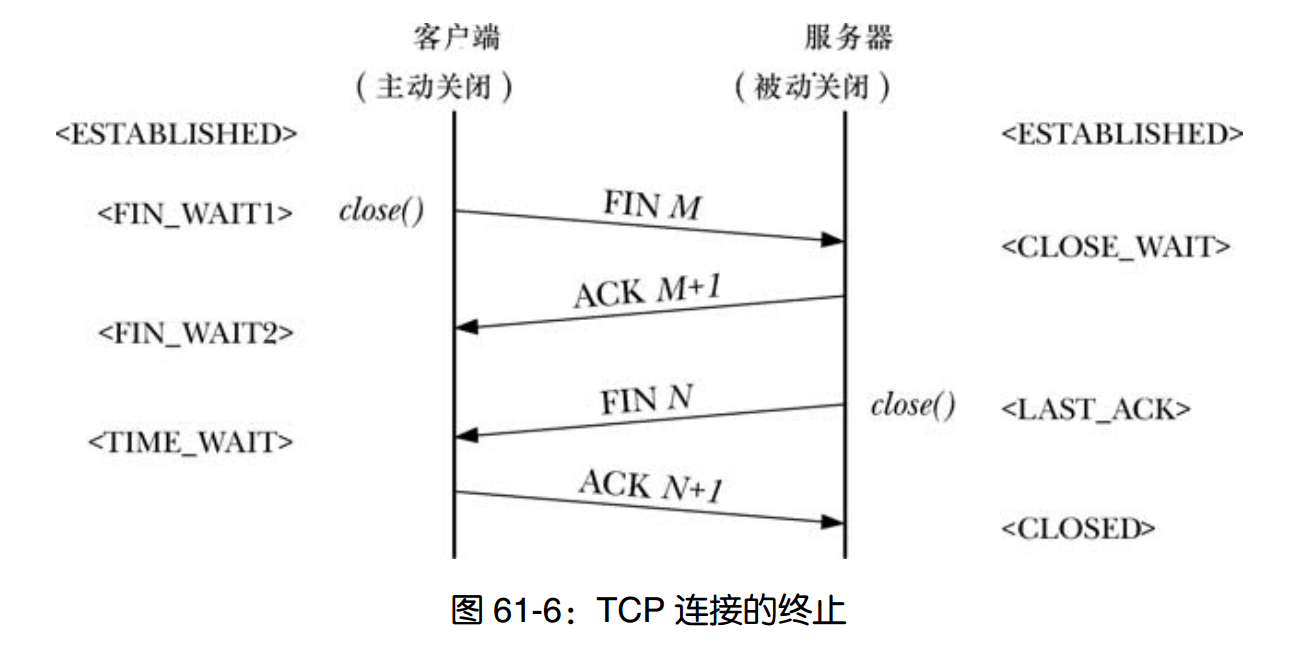 客户端 服务器
(主动关闭) (被动关闭)
<ESTABLISHED> <ESTABLISHED>
<FIN_WAIT1> close() FIN M
<CLOSE_WAIT>
ACK M+1
<FIN_WAIT2>
FIN N close() <LAST_ACK>
<TIME_WAIT>
ACK N+1
<CLOSED>
图 61-6：TCP 连接的终止